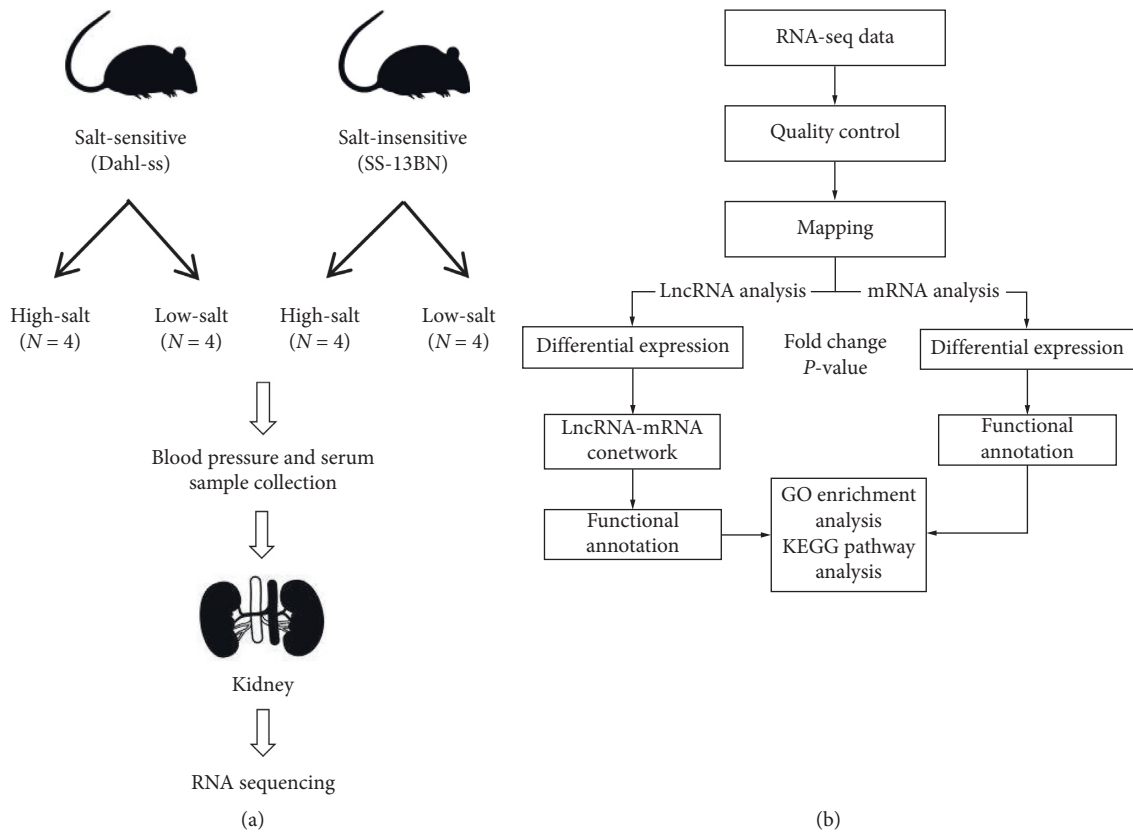 Salt-sensitive
(Dahl-ss)
Salt-insensitive
(SS-13BN)
High-salt
(N = 4)
Low-salt
(N = 4)
High-salt
(N = 4)
Low-salt
(N = 4)
Blood pressure and serum
sample collection
Kidney
RNA sequencing
(a)
RNA-seq data
Quality control
Mapping
LncRNA analysis
mRNA analysis
Differential expression
Fold change
P-value
Differential expression
LncRNA-mRNA
conetwork
Functional
annotation
Functional
annotation
GO enrichment
analysis
KEGG pathway
analysis
(b)